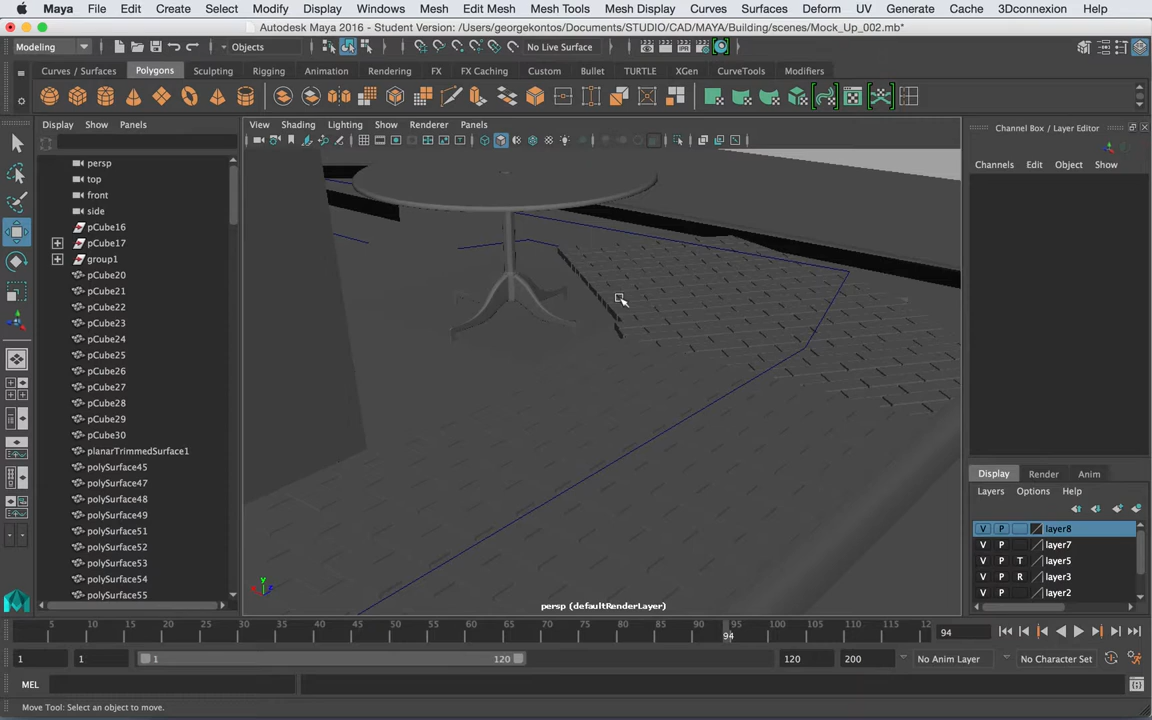 Maya File Edit Create Select Modify Display Windows Mesh Edit Mesh Mesh Tools Mesh Display Curves Surfaces Deform UV Generate Cache 3Dconnexion Help
Autodesk Maya 2016 - Student Version: /Users/georgekontos/Documents/STUDIO/CAD/MAYA/Building/scenes/Mock_Up_002.mb*
Modeling Objects No Live Surface
Curves / Surfaces Polygons Sculpting Rigging Animation Rendering FX FX Caching Custom Bullet TURTLE XGen CurveTools Modifiers
Display Show Panels View Shading Lighting Show Renderer Panels Channel Box / Layer Editor
Channels Edit Object Show
persp
top
front
side
pCube16
pCube17
group1
pCube20
pCube21
pCube22
pCube23
pCube24
pCube25
pCube26
pCube27
pCube28
pCube29
pCube30
planarTrimmedSurface1
polySurface45
polySurface47
polySurface48
polySurface49
polySurface51
polySurface52
polySurface53
polySurface54
polySurface55
y
persp (defaultRenderLayer)
Display Render Anim
Layers Options Help
V P layer8
V P layer7
V P T layer5
V P R layer3
V P layer2
5 10 15 20 25 30 35 40 45 50 55 60 65 70 75 80 85 90 95 100 105 110 115 12
94
94
1 1 1 120 120 200 No Anim Layer No Character Set
MEL
Move Tool: Select an object to move.